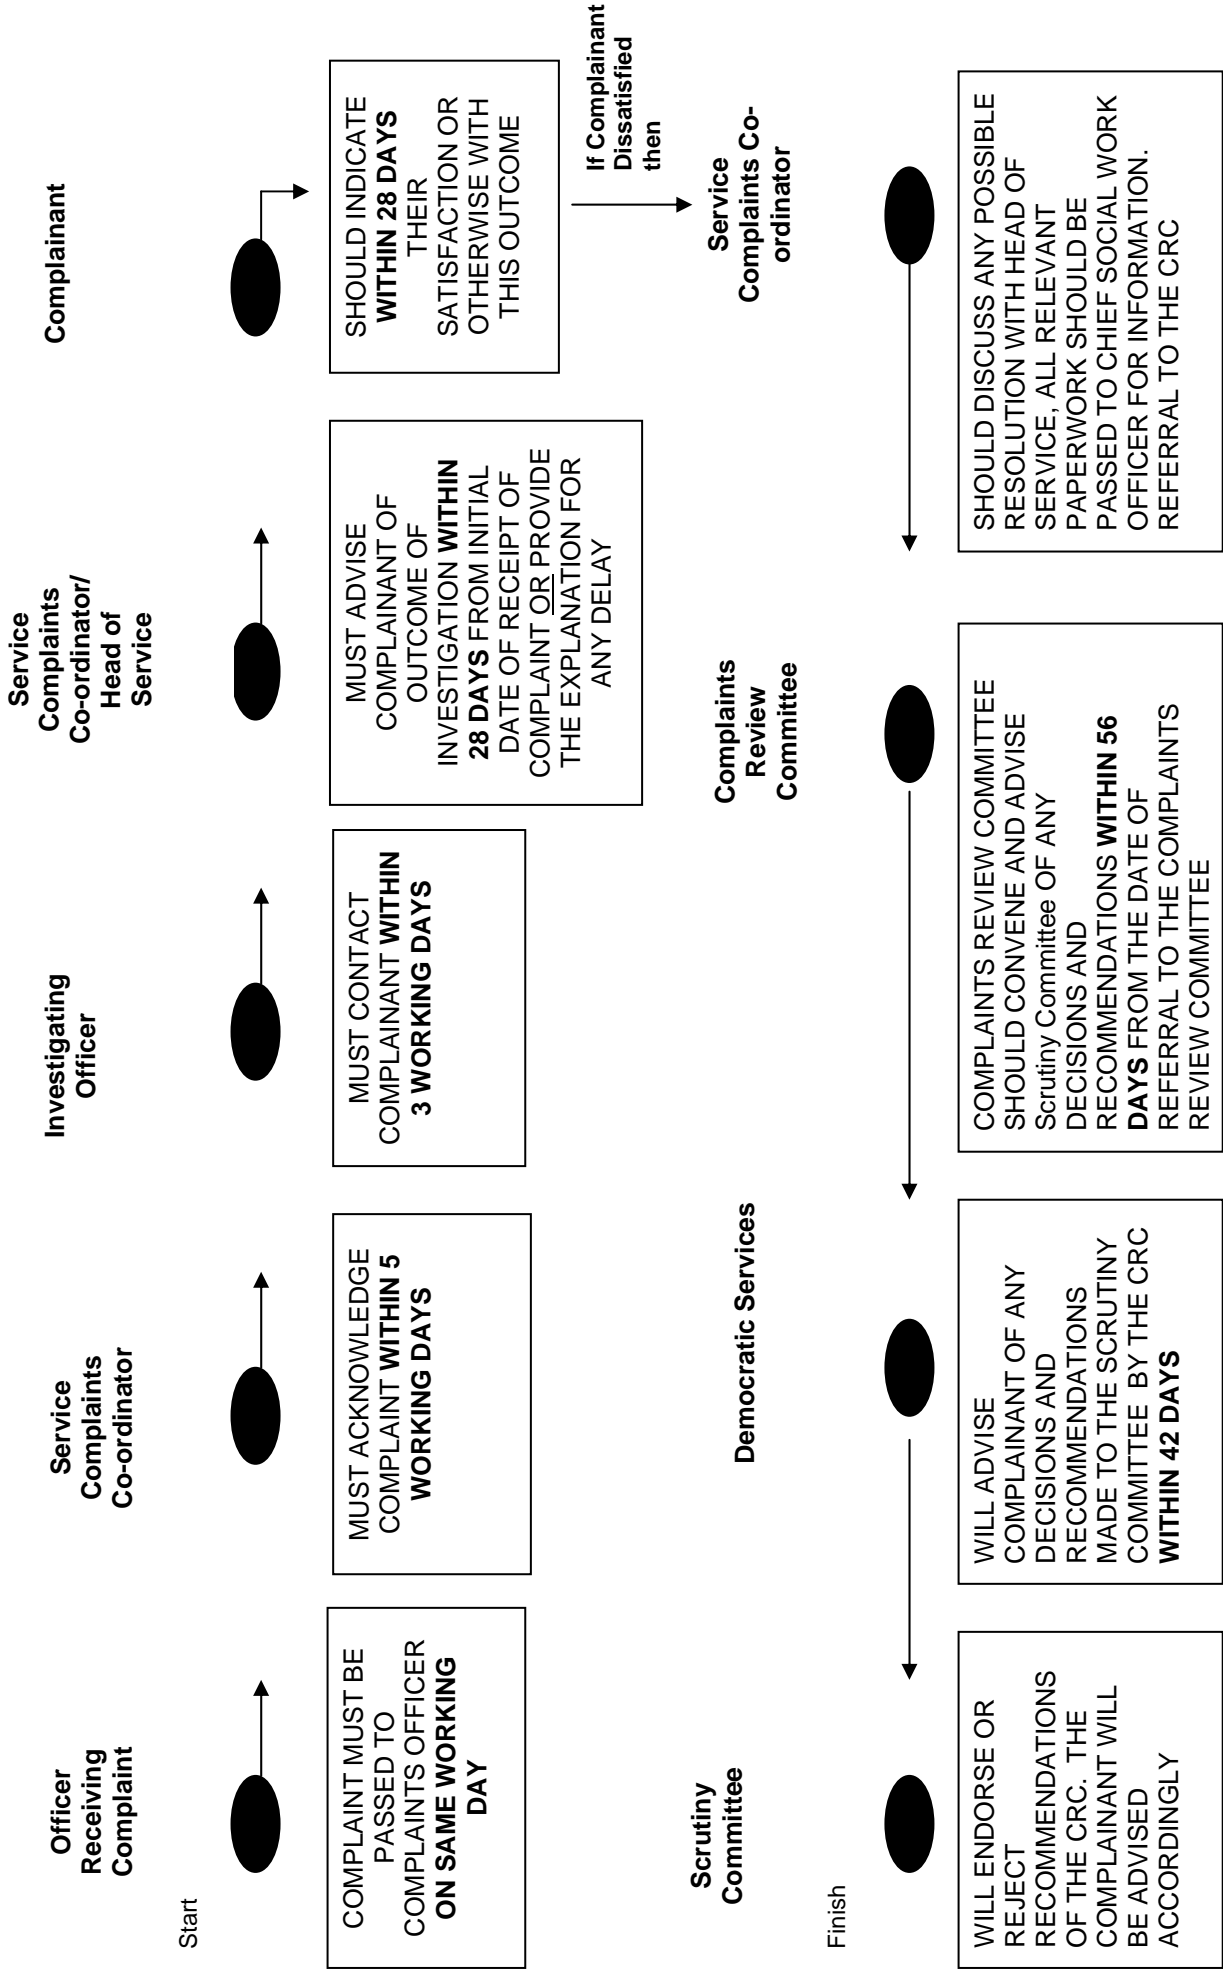 Start
Officer
Receiving
Complaint
COMPLAINT MUST BE
PASSED TO
COMPLAINTS OFFICER
ON SAME WORKING
DAY
Service
Complaints
Co-ordinator
MUST ACKNOWLEDGE
COMPLAINT WITHIN 5
WORKING DAYS
Investigating
Officer
MUST CONTACT
COMPLAINANT WITHIN
3 WORKING DAYS
Service
Complaints
Co-ordinator/
Head of
Service
MUST ADVISE
COMPLAINANT OF
OUTCOME OF
INVESTIGATION WITHIN
28 DAYS FROM INITIAL
DATE OF RECEIPT OF
COMPLAINT OR PROVIDE
THE EXPLANATION FOR
ANY DELAY
Complainant
SHOULD INDICATE
WITHIN 28 DAYS
THEIR
SATISFACTION OR
OTHERWISE WITH
THIS OUTCOME
If Complainant
Dissatisfied
then
Service
Complaints Co-
ordinator
SHOULD DISCUSS ANY POSSIBLE
RESOLUTION WITH HEAD OF
SERVICE, ALL RELEVANT
PAPERWORK SHOULD BE
PASSED TO CHIEF SOCIAL WORK
OFFICER FOR INFORMATION.
REFERRAL TO THE CRC
Complaints
Review
Committee
COMPLAINTS REVIEW COMMITTEE
SHOULD CONVENE AND ADVISE
Scrutiny Committee OF ANY
DECISIONS AND
RECOMMENDATIONS WITHIN 56
DAYS FROM THE DATE OF
REFERRAL TO THE COMPLAINTS
REVIEW COMMITTEE
Democratic Services
WILL ADVISE
COMPLAINANT OF ANY
DECISIONS AND
RECOMMENDATIONS
MADE TO THE SCRUTINY
COMMITTEE BY THE CRC
WITHIN 42 DAYS
Scrutiny
Committee
Finish
WILL ENDORSE OR
REJECT
RECOMMENDATIONS
OF THE CRC. THE
COMPLAINANT WILL
BE ADVISED
ACCORDINGLY